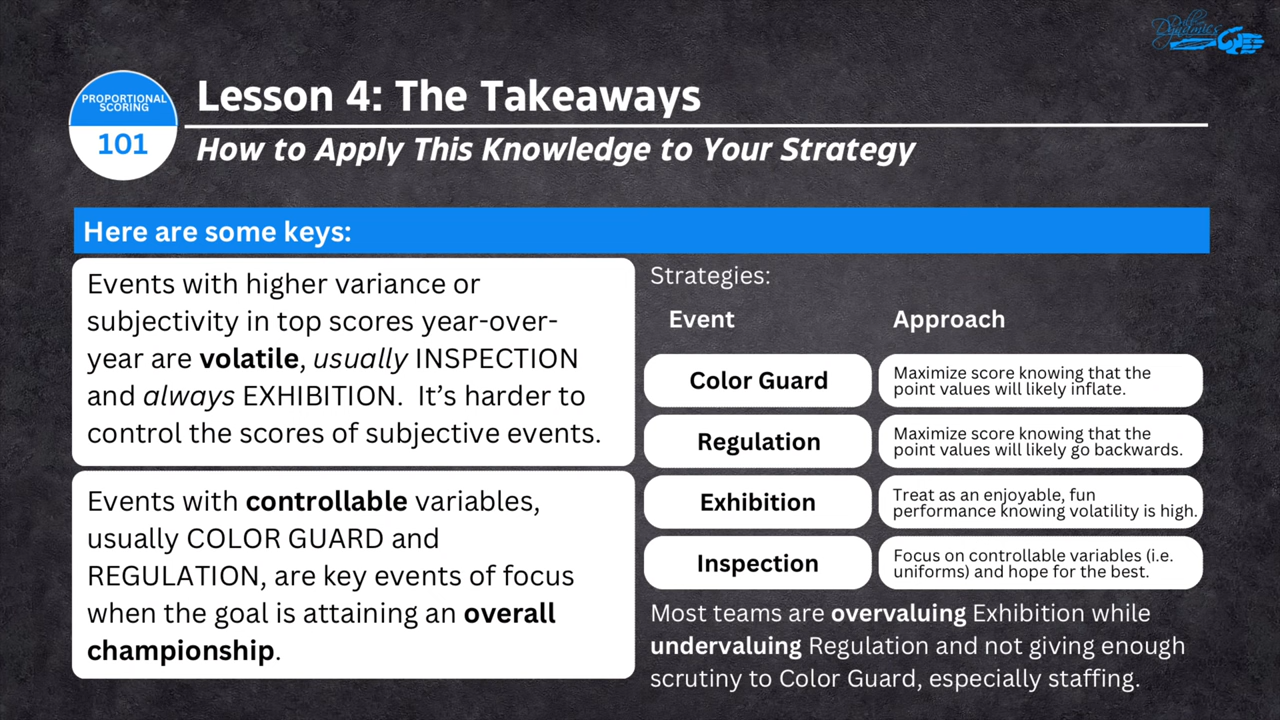 Drill
Dynamics
PROPORTIONAL
SCORING
101
Lesson 4: The Takeaways
How to Apply This Knowledge to Your Strategy
Here are some keys:
Events with higher variance or
subjectivity in top scores year-over-
year are volatile, usually INSPECTION
and always EXHIBITION.  It’s harder to
control the scores of subjective events.
Events with controllable variables,
usually COLOR GUARD and
REGULATION, are key events of focus
when the goal is attaining an overall
championship.
Strategies:
Event Approach
Color Guard
Maximize score knowing that the
point values will likely inflate.
Regulation
Maximize score knowing that the
point values will likely go backwards.
Exhibition
Treat as an enjoyable, fun
performance knowing volatility is high.
Inspection
Focus on controllable variables (i.e.
uniforms) and hope for the best.
Most teams are overvaluing Exhibition while
undervaluing Regulation and not giving enough
scrutiny to Color Guard, especially staffing.